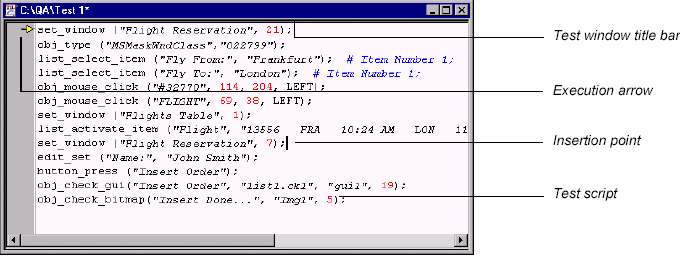 C:\QA\Test 1*
set_window ("Flight Reservation", 21);
obj_type ("MSMaskWndClass","022799");
list_select_item ("Fly From:", "Frankfurt"); # Item Number 1;
list_select_item ("Fly To:", "London"); # Item Number 1;
obj_mouse_click ("#32770", 114, 204, LEFT);
obj_mouse_click ("FLIGHT", 69, 38, LEFT);
set_window ("Flights Table", 1);
list_activate_item ("Flight", "13556 FRA 10:24 AM LON 11
set_window ("Flight Reservation", 7);
edit_set ("Name:", "John Smith");
button_press ("Insert Order");
obj_check_gui("Insert Order", "list1.ckl", "gui1", 19);
obj_check_bitmap("Insert Done...", "Img1", 5);
Test window title bar
Execution arrow
Insertion point
Test script